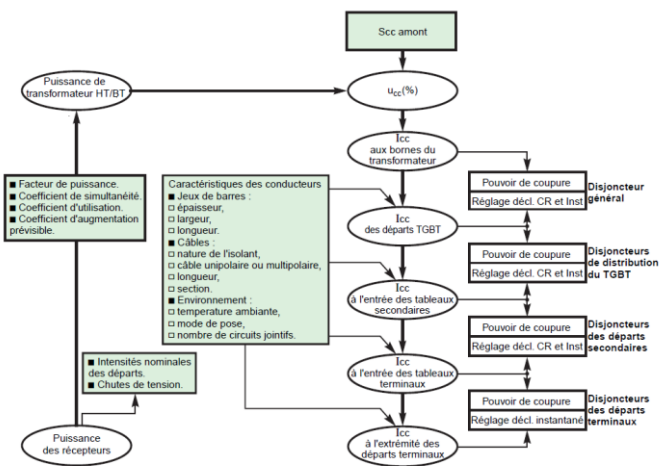 Scc amont
Puissance de
transformateur HT/BT
ucc(%)
Icc
aux bornes du
transformateur
■ Facteur de puissance.
■ Coefficient de simultanéité.
■ Coefficient d'utilisation.
■ Coefficient d'augmentation
prévisible.
Caractéristiques des conducteurs
■ Jeux de barres :
□ épaisseur,
□ largeur,
□ longueur.
■ Câbles :
□ nature de l'isolant,
□ câble unipolaire ou multipolaire,
□ longueur,
□ section.
■ Environnement :
□ temperature ambiante,
□ mode de pose,
□ nombre de circuits jointifs.
Pouvoir de coupure
Réglage décl. CR et Inst
Disjoncteur
général
Icc
des départs TGBT
Pouvoir de coupure
Réglage décl. CR et Inst
Disjoncteurs
de distribution
du TGBT
Icc
à l'entrée des tableaux
secondaires
Pouvoir de coupure
Réglage décl. CR et Inst
Disjoncteurs
des départs
secondaires
■ Intensités nominales
des départs.
■ Chutes de tension.
Icc
à l'entrée des tableaux
terminaux
Pouvoir de coupure
Réglage décl. instantané
Disjoncteurs
des départs
terminaux
Puissance
des récepteurs
Icc
à l'extrémité des
départs terminaux